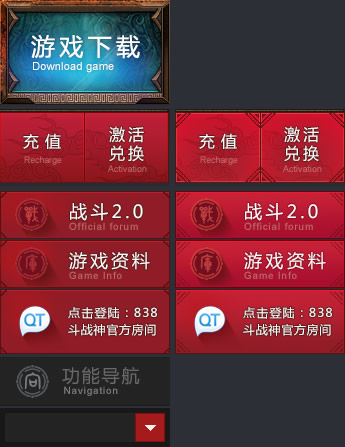 游戏下载
Download game
充值
Recharge
激活
兑换
Activation
充值
Recharge
激活
兑换
Activation
战斗2.0
Official forum
战斗2.0
Official forum
游戏资料
Game Info
游戏资料
Game Info
QT
点击登陆：838
斗战神官方房间
QT
点击登陆：838
斗战神官方房间
功能导航
Navigation